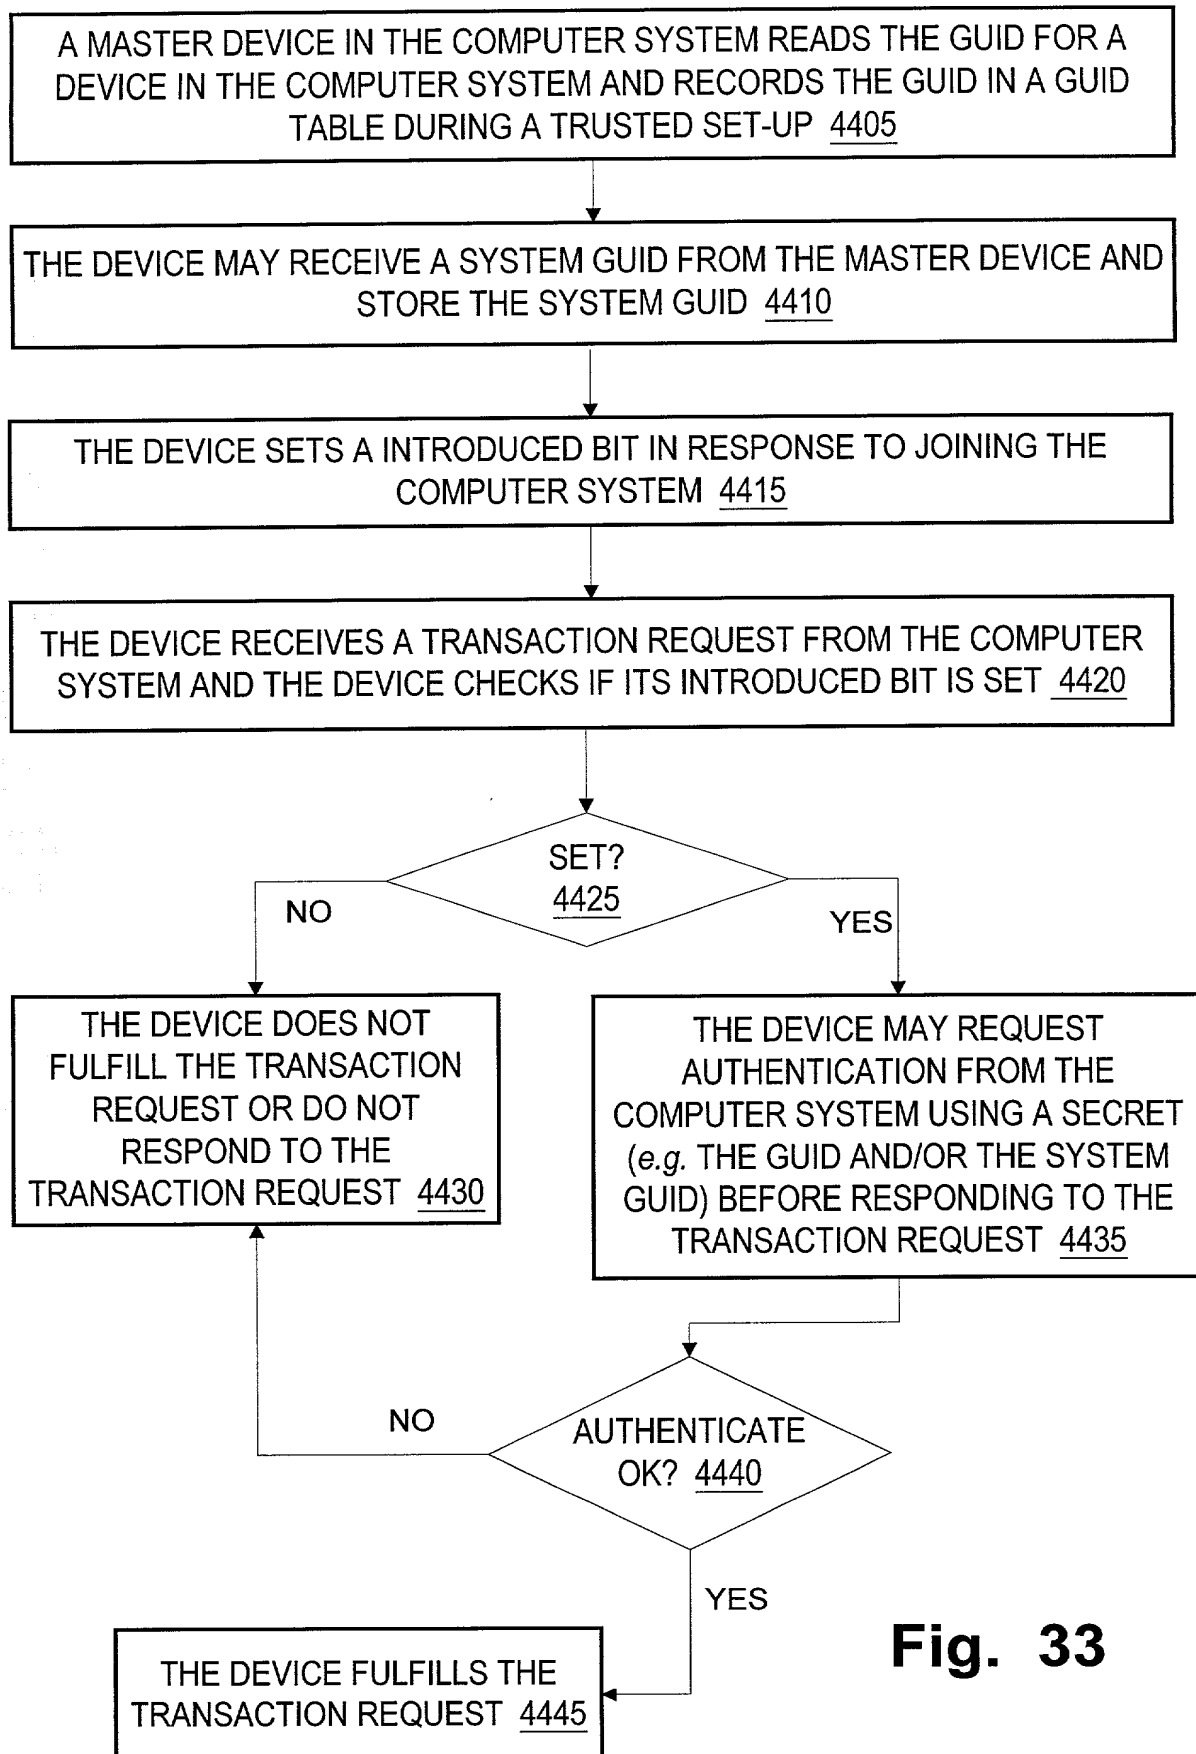 A MASTER DEVICE IN THE COMPUTER SYSTEM READS THE GUID FOR A
DEVICE IN THE COMPUTER SYSTEM AND RECORDS THE GUID IN A GUID
TABLE DURING A TRUSTED SET-UP 4405
THE DEVICE MAY RECEIVE A SYSTEM GUID FROM THE MASTER DEVICE AND
STORE THE SYSTEM GUID 4410
THE DEVICE SETS A INTRODUCED BIT IN RESPONSE TO JOINING THE
COMPUTER SYSTEM 4415
THE DEVICE RECEIVES A TRANSACTION REQUEST FROM THE COMPUTER
SYSTEM AND THE DEVICE CHECKS IF ITS INTRODUCED BIT IS SET 4420
SET?
4425
NO
YES
THE DEVICE DOES NOT
FULFILL THE TRANSACTION
REQUEST OR DO NOT
RESPOND TO THE
TRANSACTION REQUEST 4430
THE DEVICE MAY REQUEST
AUTHENTICATION FROM THE
COMPUTER SYSTEM USING A SECRET
(e.g. THE GUID AND/OR THE SYSTEM
GUID) BEFORE RESPONDING TO THE
TRANSACTION REQUEST 4435
NO
AUTHENTICATE
OK? 4440
YES
THE DEVICE FULFILLS THE
TRANSACTION REQUEST 4445
Fig. 33